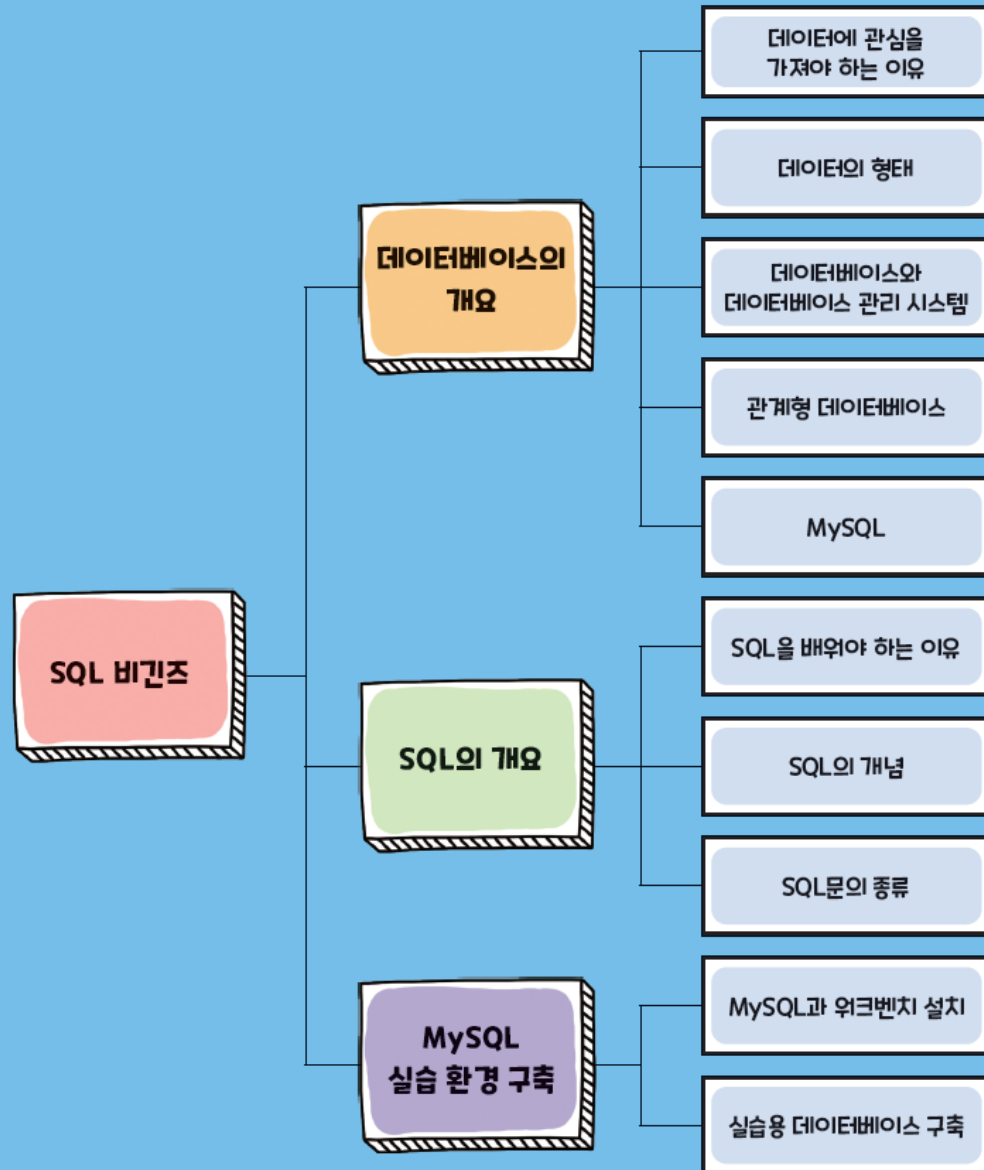 데이터에 관심을
가져야 하는 이유
데이터의 형태
데이터베이스의
개요
데이터베이스와
데이터베이스 관리 시스템
관계형 데이터베이스
MySQL
SQL 비긴즈
SQL을 배워야 하는 이유
SQL의 개요
SQL의 개념
SQL문의 종류
MySQL
실습 환경 구축
MySQL과 워크벤치 설치
실습용 데이터베이스 구축